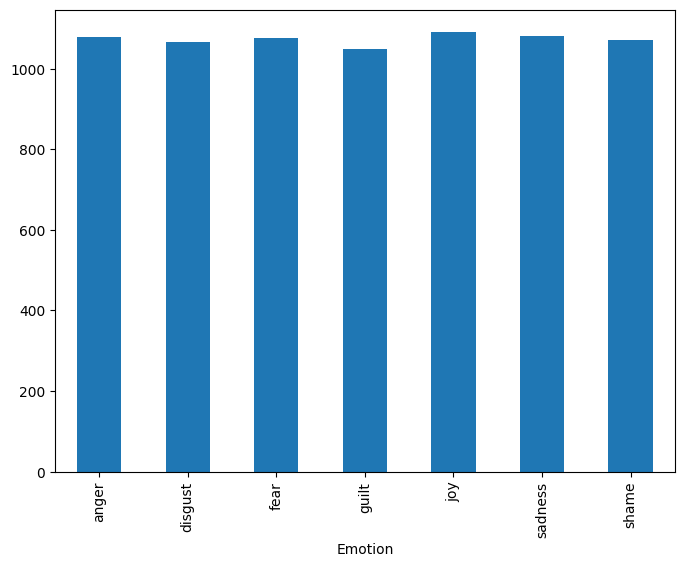 1000
800
600
400
200
0
anger
disgust
fear
guilt
joy
sadness
shame
Emotion